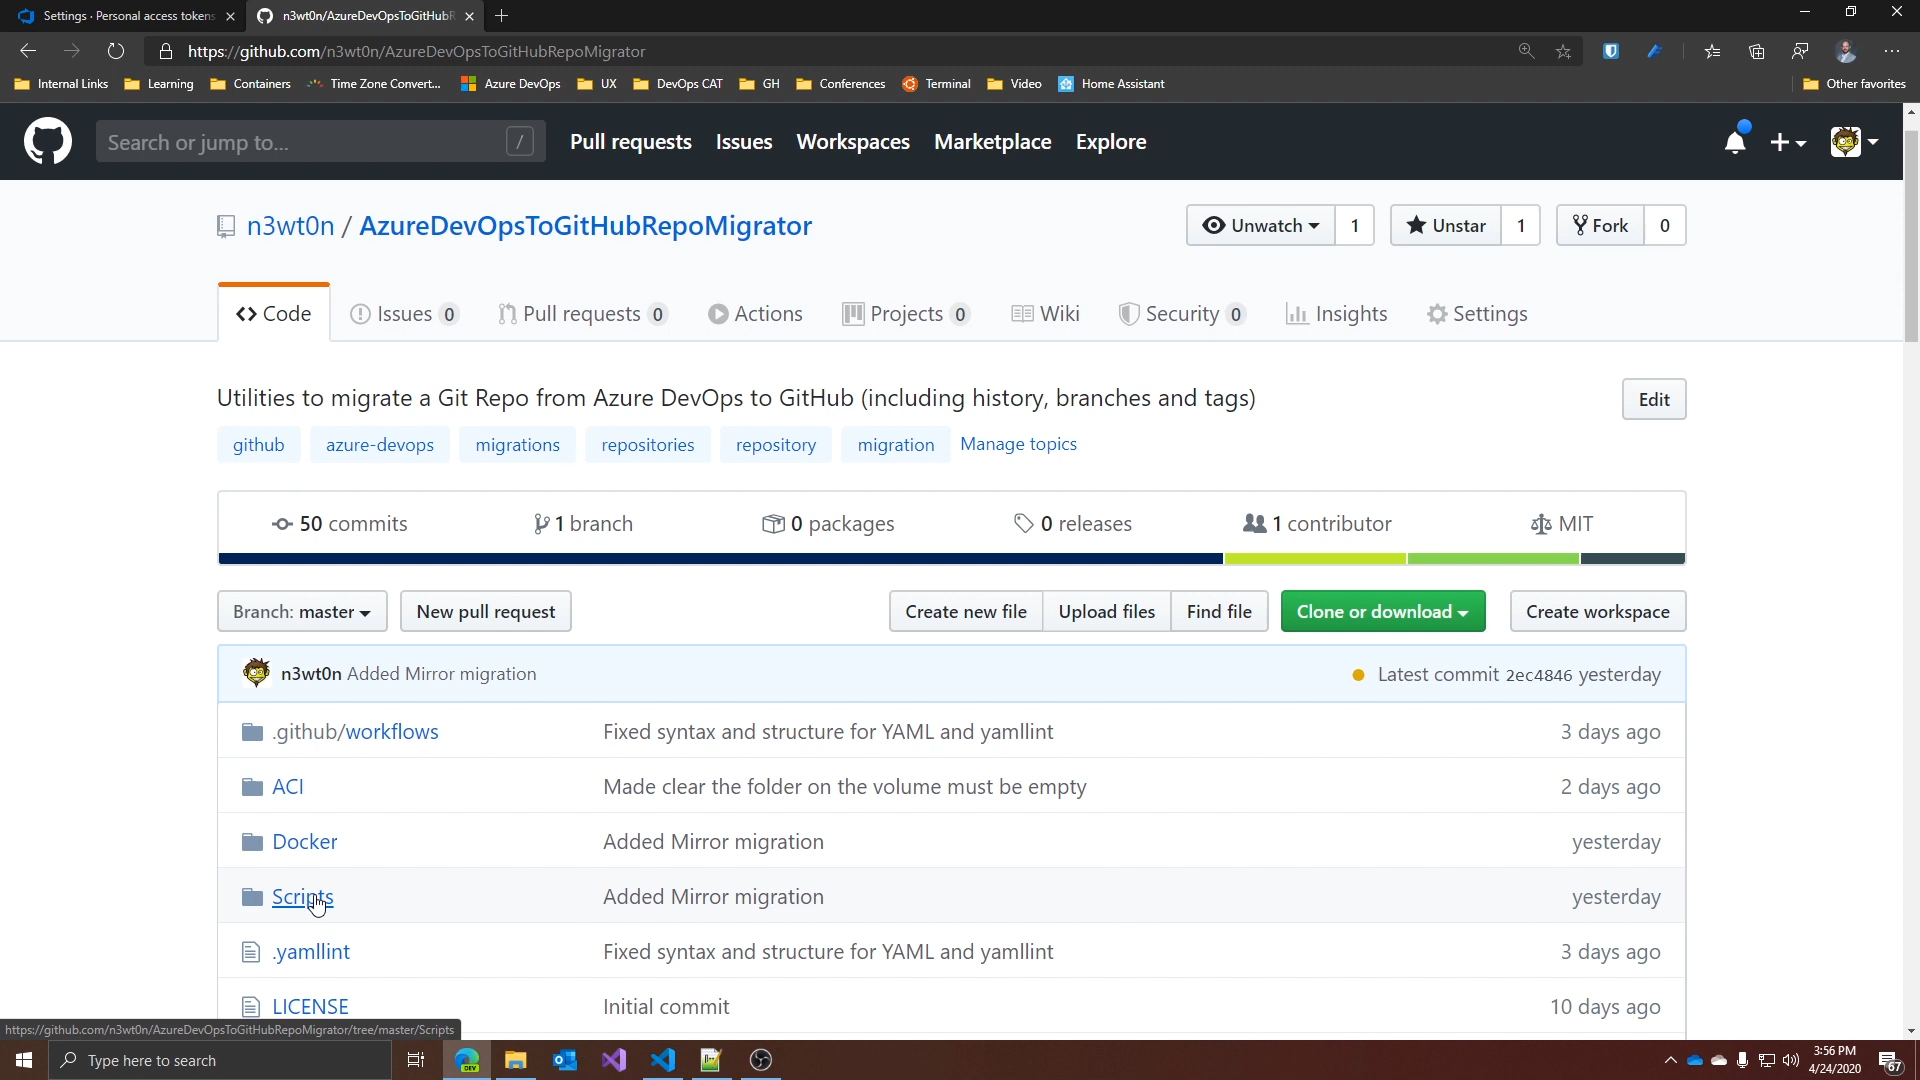 Settings · Personal access tokens
n3wt0n/AzureDevOpsToGitHubR
https://github.com/n3wt0n/AzureDevOpsToGitHubRepoMigrator
Internal Links
Learning
Containers
Time Zone Convert...
Azure DevOps
UX
DevOps CAT
GH
Conferences
Terminal
Video
Home Assistant
Other favorites
Search or jump to...
/
Pull requests
Issues
Workspaces
Marketplace
Explore
n3wt0n / AzureDevOpsToGitHubRepoMigrator
Unwatch 1
Unstar 1
Fork 0
Code
Issues 0
Pull requests 0
Actions
Projects 0
Wiki
Security 0
Insights
Settings
Utilities to migrate a Git Repo from Azure DevOps to GitHub (including history, branches and tags)
Edit
github
azure-devops
migrations
repositories
repository
migration
Manage topics
50 commits
1 branch
0 packages
0 releases
1 contributor
MIT
Branch: master
New pull request
Create new file
Upload files
Find file
Clone or download
Create workspace
n3wt0n Added Mirror migration
Latest commit 2ec4846 yesterday
.github/workflows Fixed syntax and structure for YAML and yamllint 3 days ago
ACI Made clear the folder on the volume must be empty 2 days ago
Docker Added Mirror migration yesterday
Scripts Added Mirror migration yesterday
.yamllint Fixed syntax and structure for YAML and yamllint 3 days ago
LICENSE Initial commit 10 days ago
https://github.com/n3wt0n/AzureDevOpsToGitHubRepoMigrator/tree/master/Scripts
Type here to search
DEV
3:56 PM
4/24/2020
67